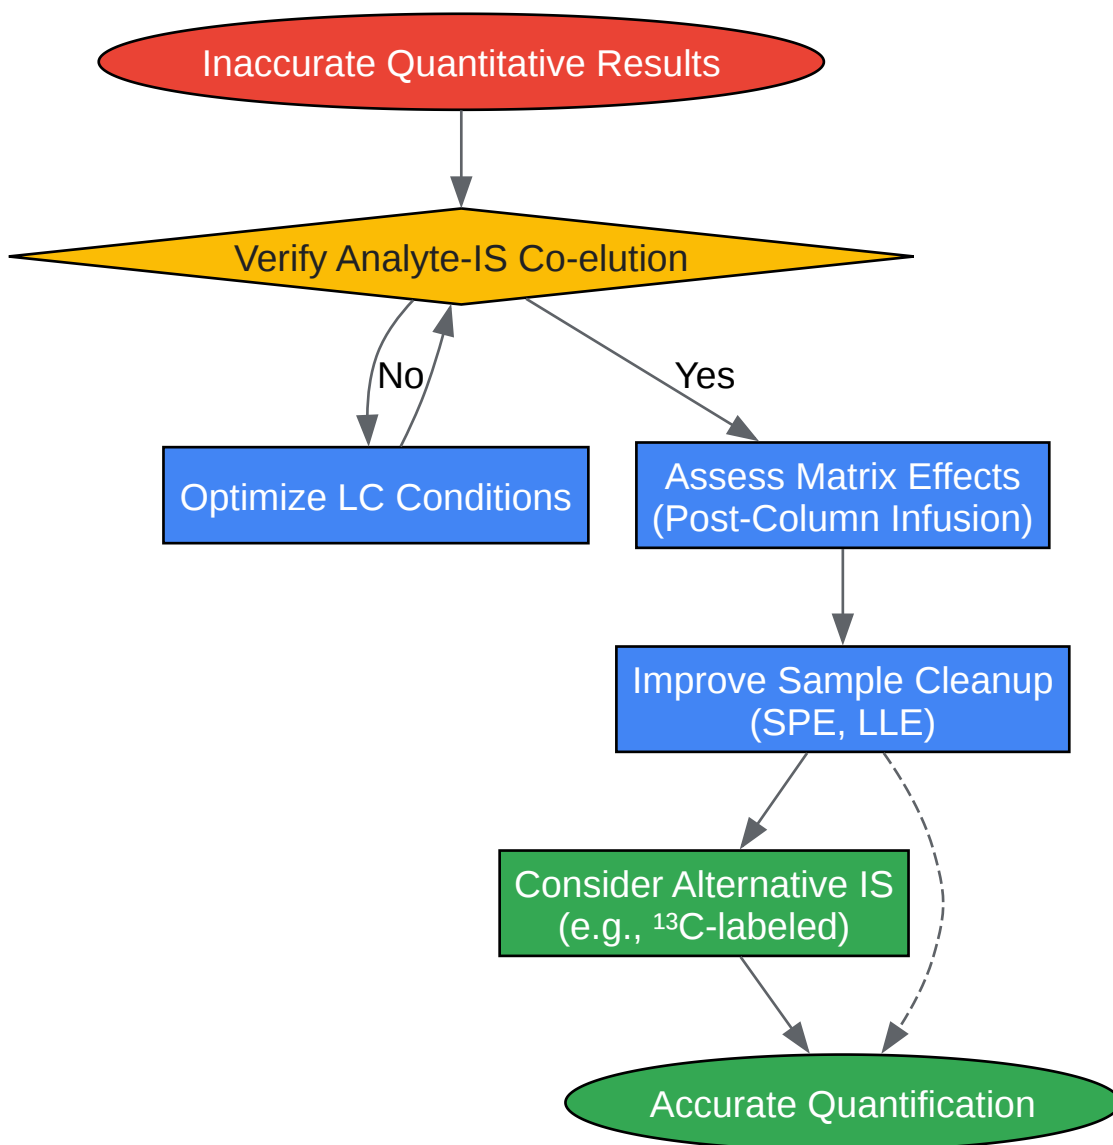 Inaccurate Quantitative Results
Verify Analyte-IS Co-elution
No
Yes
Optimize LC Conditions
Assess Matrix Effects
(Post-Column Infusion)
Improve Sample Cleanup
(SPE, LLE)
Consider Alternative IS
(e.g., ¹³C-labeled)
Accurate Quantification